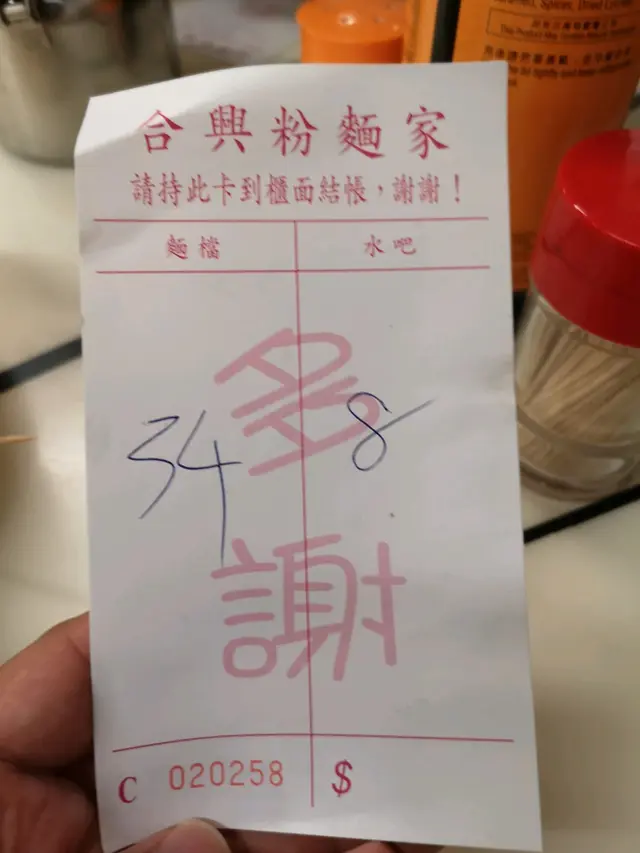 合興粉麵家
請持此卡到櫃面結帳，謝謝！
麵檔 水吧
多
34 8
謝
C 020258 $